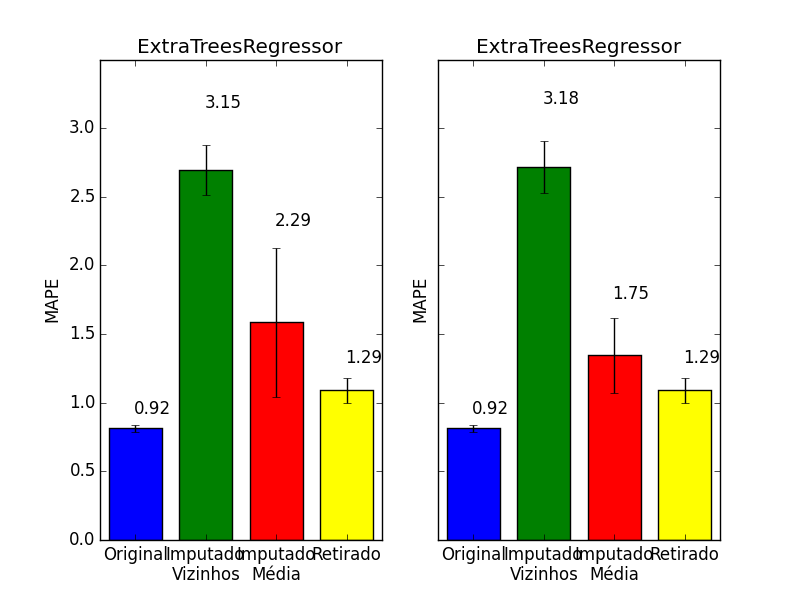 ExtraTreesRegressor
MAPE
3.0
2.5
2.0
1.5
1.0
0.5
0.0
0.92
3.15
2.29
1.29
Original Imputado Imputado Retirado
Vizinhos Média
ExtraTreesRegressor
MAPE
0.92
3.18
1.75
1.29
Original Imputado Imputado Retirado
Vizinhos Média